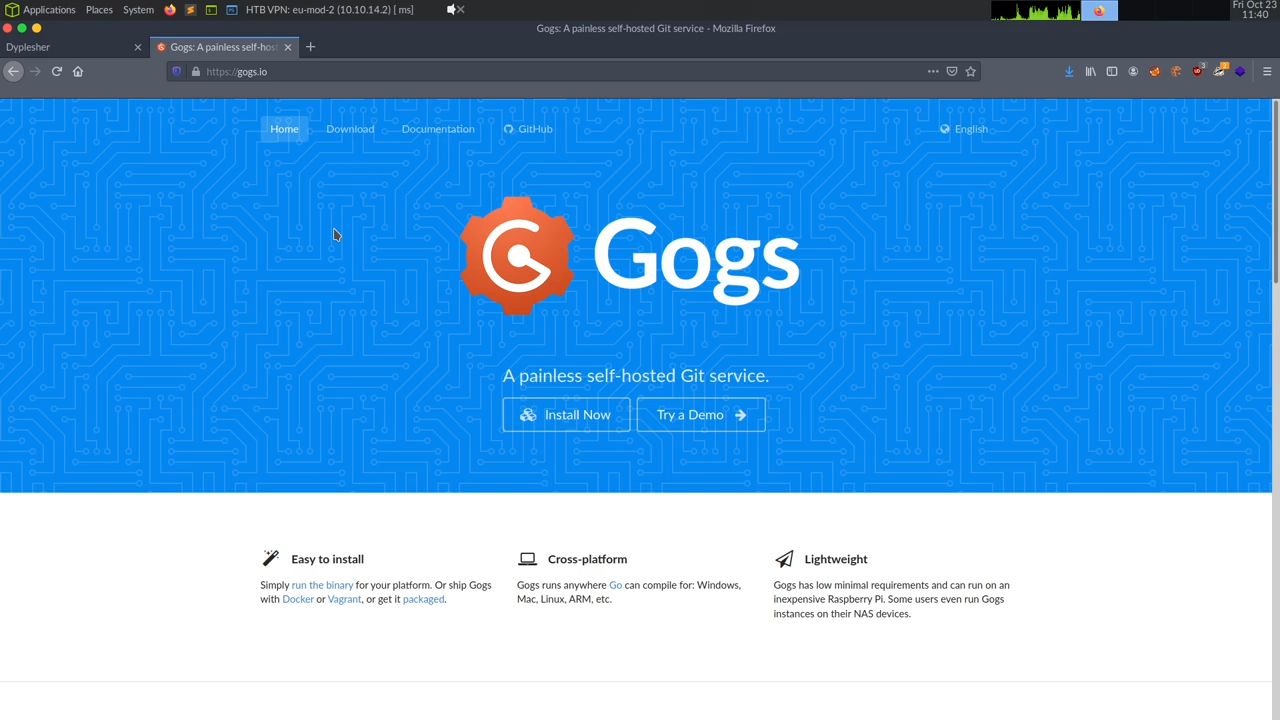 Applications Places System HTB VPN: eu-mod-2 (10.10.14.2) [ ms] Fri Oct 23
11:40
Gogs: A painless self-hosted Git service - Mozilla Firefox
Dyplesher Gogs: A painless self-hos
https://gogs.io
Home Download Documentation GitHub English
Gogs
A painless self-hosted Git service.
Install Now Try a Demo
Easy to install Cross-platform Lightweight
Simply run the binary for your platform. Or ship Gogs
with Docker or Vagrant, or get it packaged.
Gogs runs anywhere Go can compile for: Windows,
Mac, Linux, ARM, etc.
Gogs has low minimal requirements and can run on an
inexpensive Raspberry Pi. Some users even run Gogs
instances on their NAS devices.